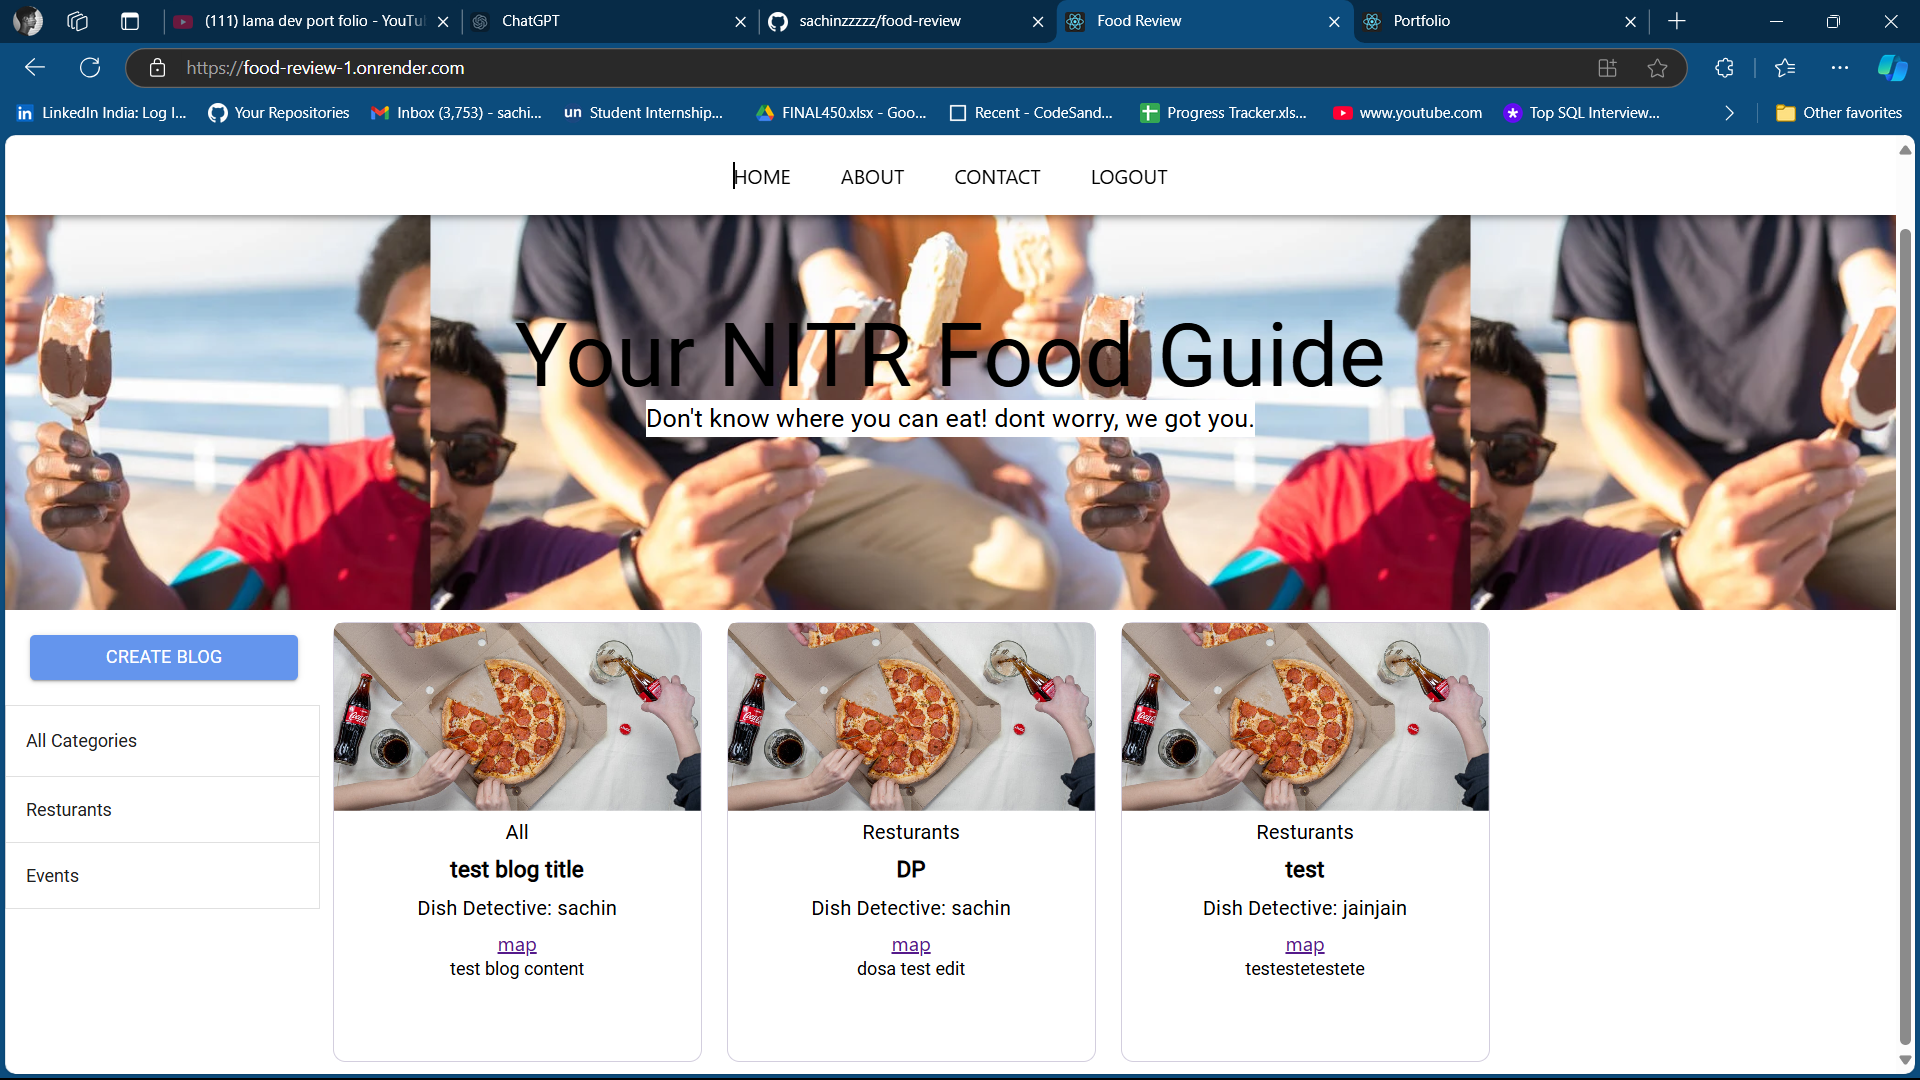 (111) lama dev port folio - YouTu
ChatGPT
sachinzzzzz/food-review
Food Review
Portfolio
https://food-review-1.onrender.com
LinkedIn India: Log I...
Your Repositories
Inbox (3,753) - sachi...
un Student Internship...
FINAL450.xlsx - Goo...
Recent - CodeSand...
Progress Tracker.xls...
www.youtube.com
Top SQL Interview...
Other favorites
HOME
ABOUT
CONTACT
LOGOUT
Your NITR Food Guide
Don't know where you can eat! dont worry, we got you.
CREATE BLOG
All Categories
Resturants
Events
All
test blog title
Dish Detective: sachin
map
test blog content
Resturants
DP
Dish Detective: sachin
map
dosa test edit
Resturants
test
Dish Detective: jainjain
map
testestetestete